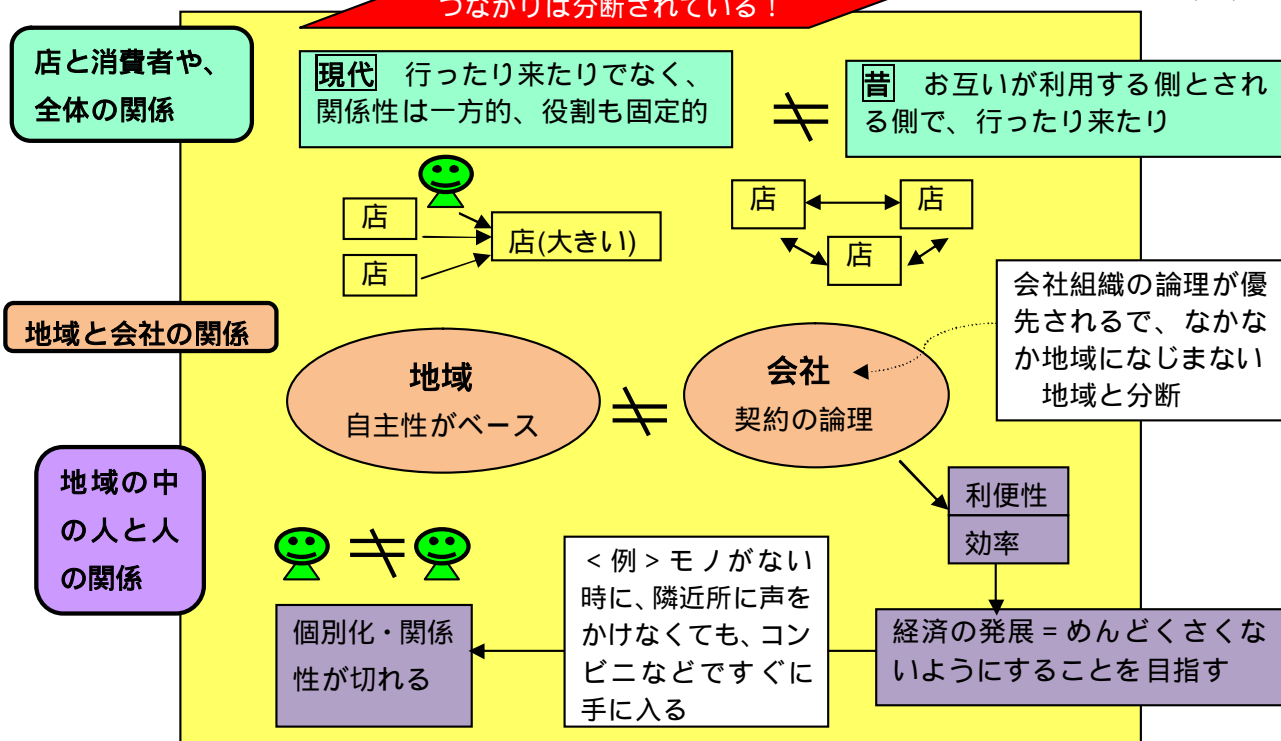 つながりは分断されている！
店と消費者や、
全体の関係
現代　行ったり来たりでなく、
関係性は一方的、役割も固定的
昔　お互いが利用する側とされ
る側で、行ったり来たり
店
店
店(大きい)
店
店
店
地域と会社の関係
地域
自主性がベース
会社
契約の論理
会社組織の論理が優
先されるで、なかな
か地域になじまない
地域と分断
地域の中
の人と人
の関係
利便性
効率
経済の発展＝めんどくさくな
いようにすることを目指す
＜例＞モノがない
時に、隣近所に声を
かけなくても、コン
ビニなどですぐに
手に入る
個別化・関係
性が切れる